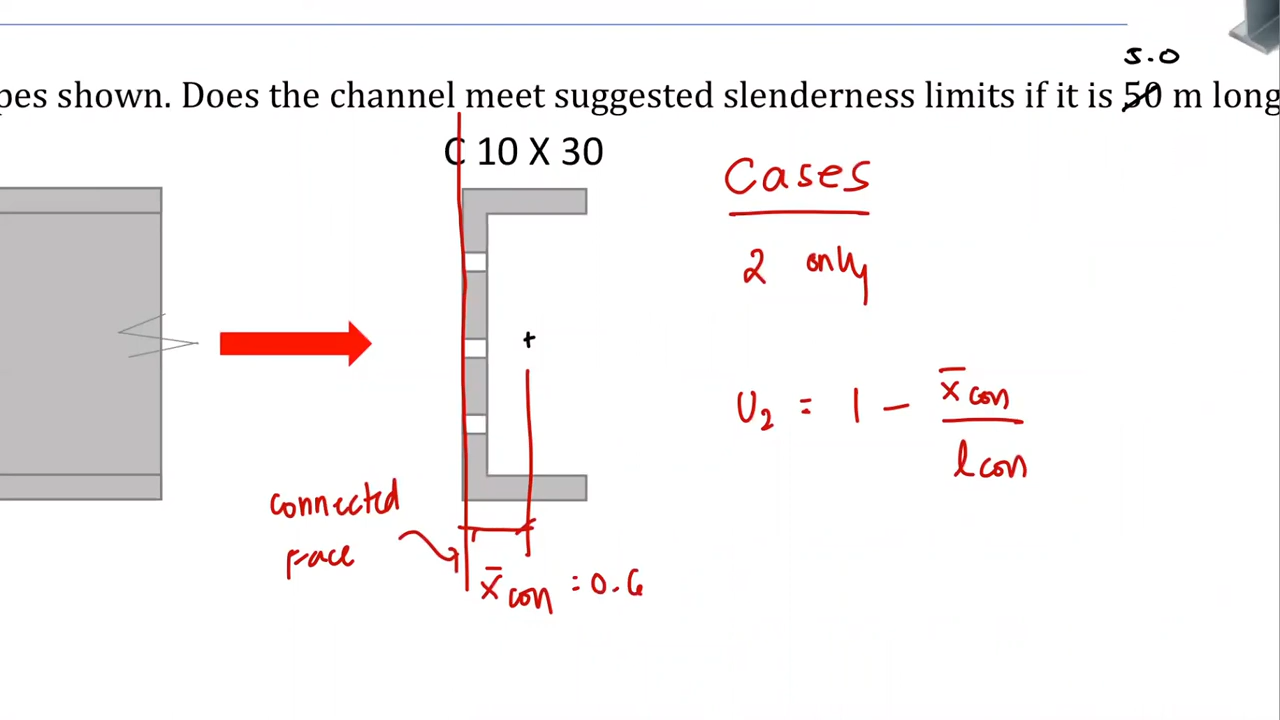 5.0
pes shown. Does the channel meet suggested slenderness limits if it is 50 m long
C 10 X 30
Cases
2 only
U₂ = 1 - x̄con / lcon
connected
face
x̄con = 0.6